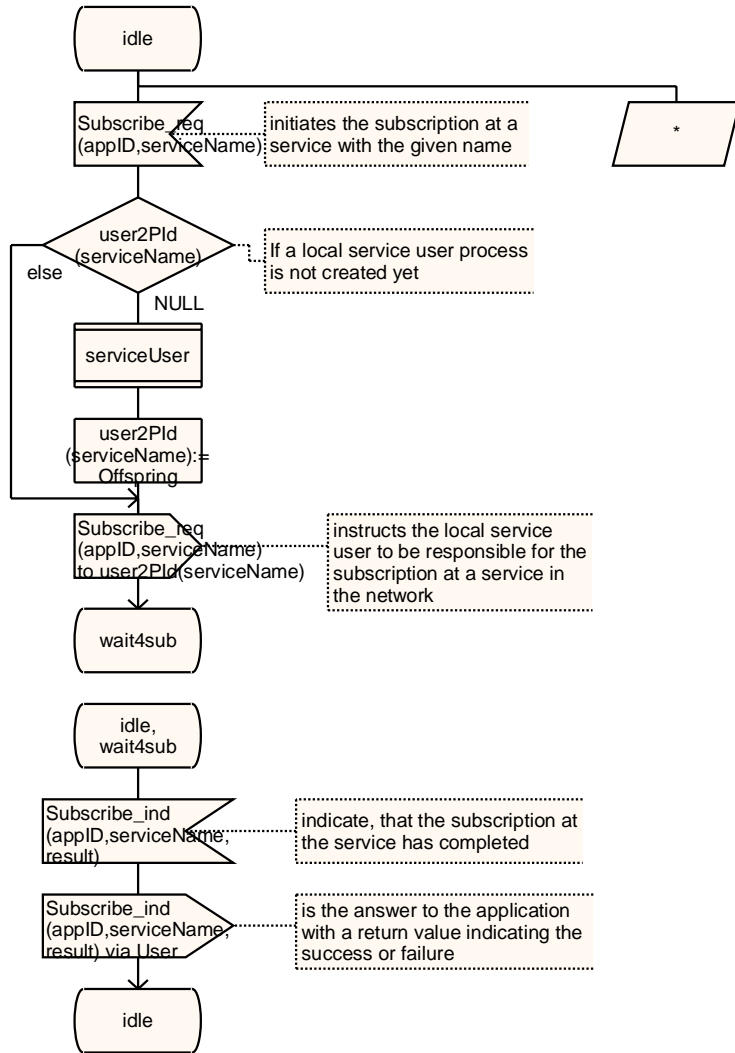 idle
Subscribe_req
(appID,serviceName)
initiates the subscription at a
service with the given name
*
user2PId
(serviceName)
If a local service user process
is not created yet
else
NULL
serviceUser
user2PId
(serviceName):=
Offspring
Subscribe_req
(appID,serviceName)
to user2PId(serviceName)
instructs the local service
user to be responsible for the
subscription at a service in
the network
wait4sub
idle,
wait4sub
Subscribe_ind
(appID,serviceName,
result)
indicate, that the subscription at
the service has completed
Subscribe_ind
(appID,serviceName,
result) via User
is the answer to the application
with a return value indicating the
success or failure
idle